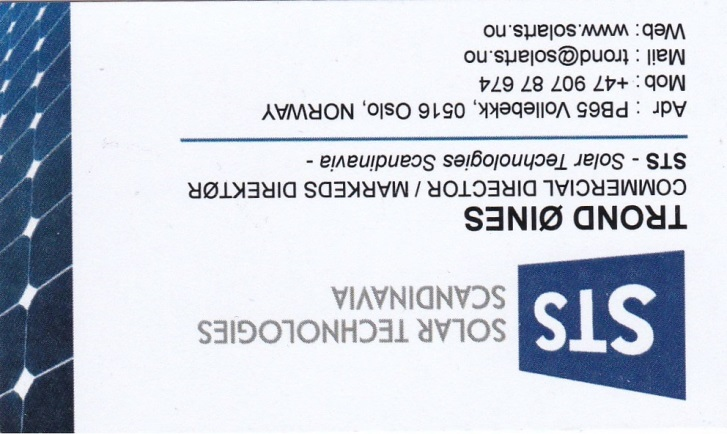 STS
SOLAR TECHNOLOGIES
SCANDINAVIA
TROND ØINES
COMMERCIAL DIRECTOR / MARKEDS DIREKTØR
STS - Solar Technologies Scandinavia -
Adr : PB65 Vollebekk, 0516 Oslo, NORWAY
Mob: +47 907 87 674
Mail : trond@solarts.no
Web: www.solarts.no